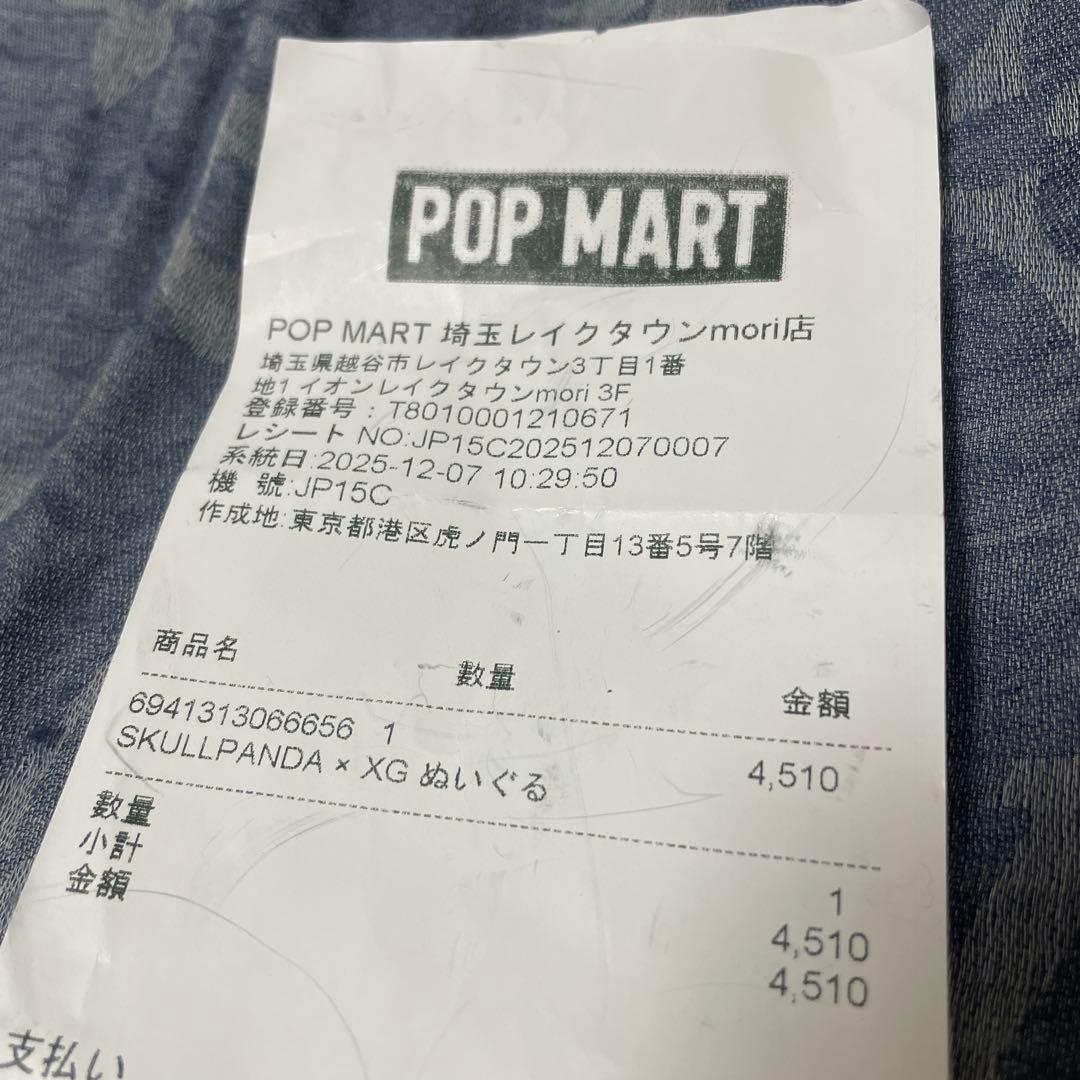 POP MART
POP MART 埼玉レイクタウンmori店
埼玉県越谷市レイクタウン3丁目1番
地1 イオンレイクタウンmori 3F
登録番号：T8010001210671
レシート NO:JP15C202512070007
系統日:2025-12-07 10:29:50
機 號:JP15C
作成地:東京都港区虎ノ門一丁目13番5号7階
商品名 数量 金額
6941313066656 1 4,510
SKULLPANDA × XG ぬいぐる
数量 1
小計 4,510
金額 4,510
支払い